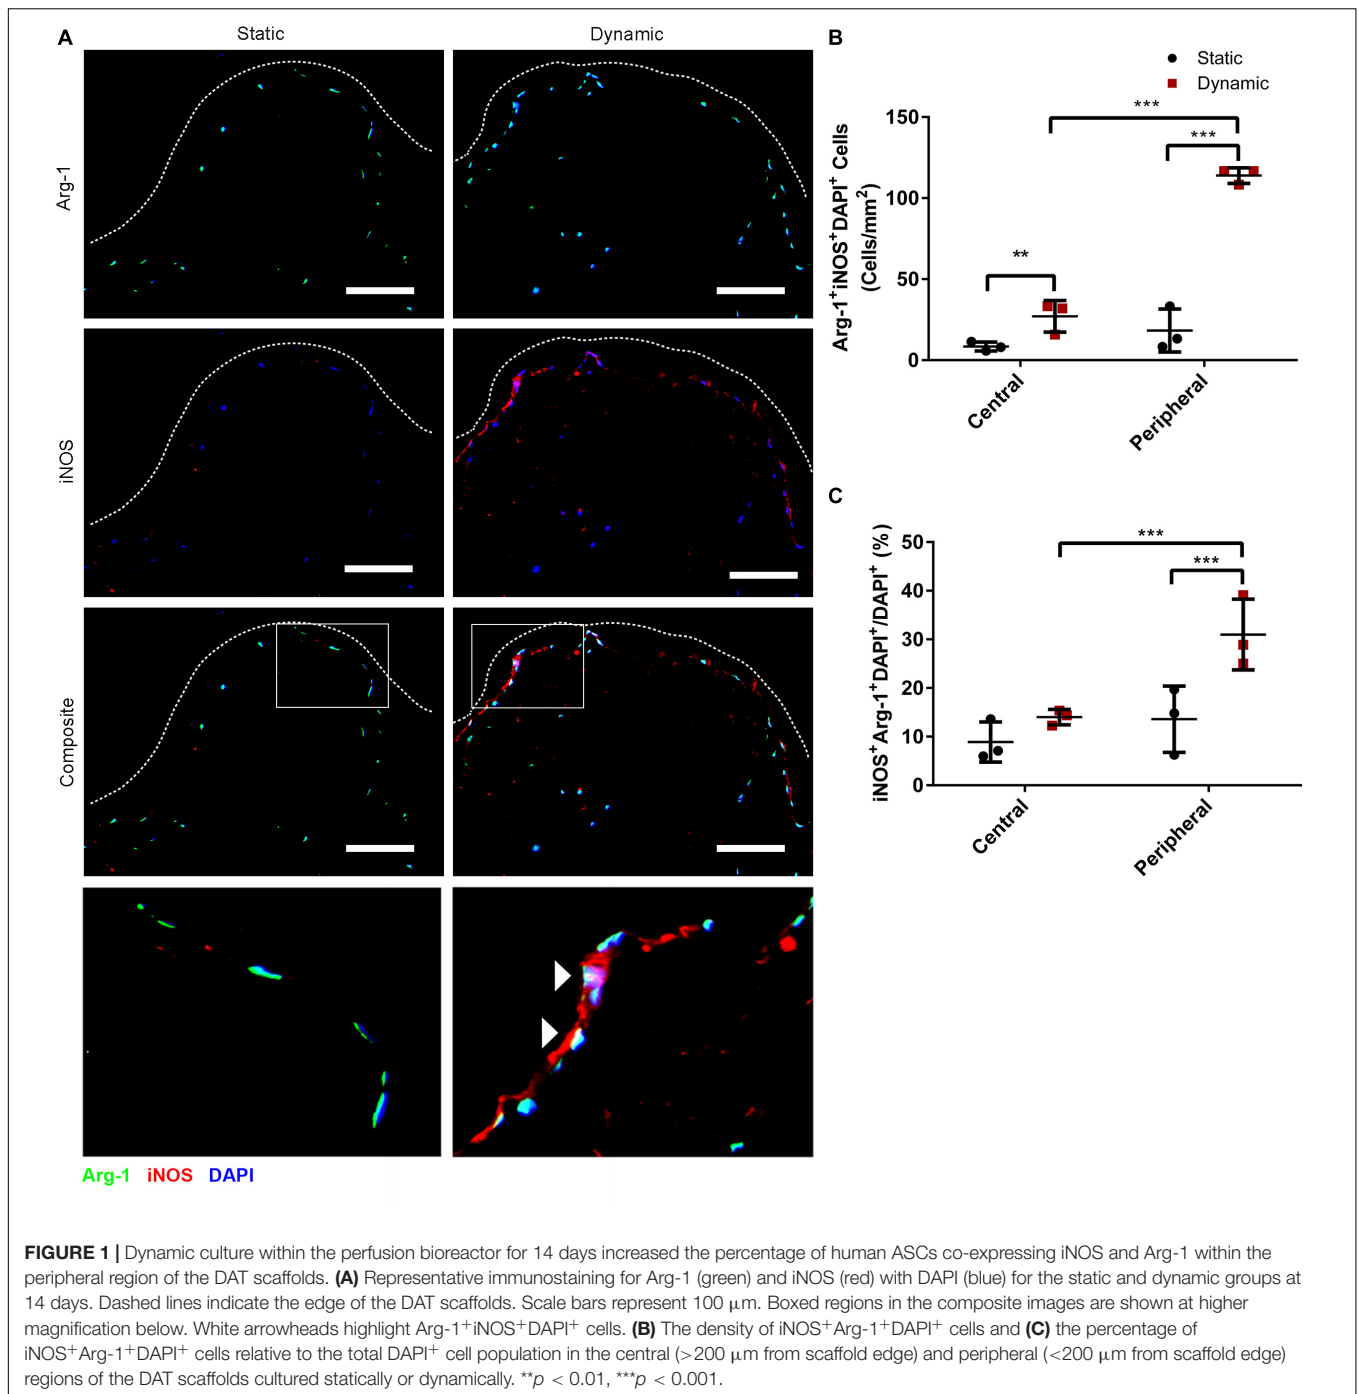 A
Static
Dynamic
Arg-1
iNOS
Composite
Arg-1 iNOS DAPI
B
Static
Dynamic
Arg-1⁺iNOS⁺DAPI⁺ Cells
(Cells/mm²)
150
100
50
0
***
***
**
Central
Peripheral
C
iNOS⁺Arg-1⁺DAPI⁺/DAPI⁺ (%)
50
40
30
20
10
0
***
***
Central
Peripheral
FIGURE 1 | Dynamic culture within the perfusion bioreactor for 14 days increased the percentage of human ASCs co-expressing iNOS and Arg-1 within the
peripheral region of the DAT scaffolds. (A) Representative immunostaining for Arg-1 (green) and iNOS (red) with DAPI (blue) for the static and dynamic groups at
14 days. Dashed lines indicate the edge of the DAT scaffolds. Scale bars represent 100 μm. Boxed regions in the composite images are shown at higher
magnification below. White arrowheads highlight Arg-1⁺iNOS⁺DAPI⁺ cells. (B) The density of iNOS⁺Arg-1⁺DAPI⁺ cells and (C) the percentage of
iNOS⁺Arg-1⁺DAPI⁺ cells relative to the total DAPI⁺ cell population in the central (>200 μm from scaffold edge) and peripheral (<200 μm from scaffold edge)
regions of the DAT scaffolds cultured statically or dynamically. **p < 0.01, ***p < 0.001.